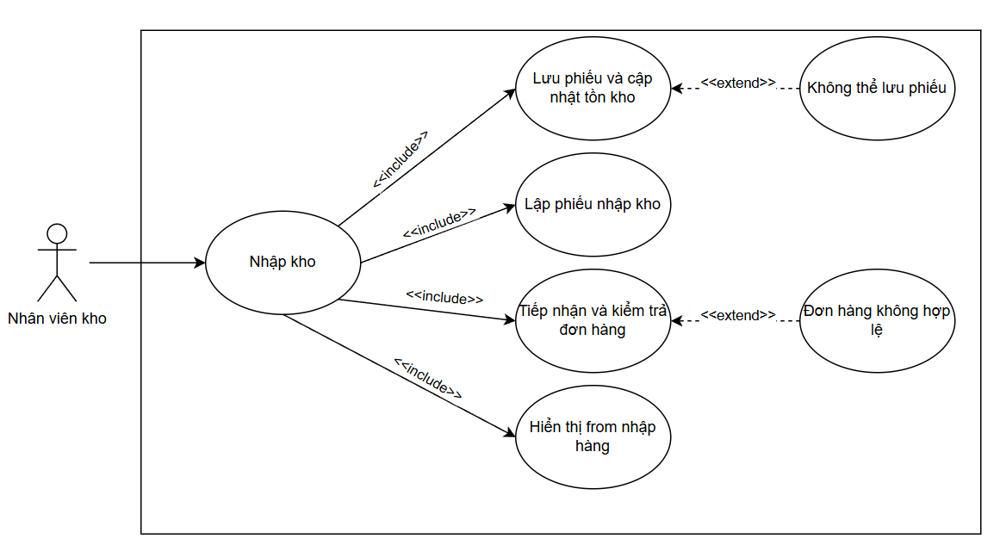 Lưu phiếu và cập
nhật tồn kho
<<extend>>
Không thể lưu phiếu
<<include>>
Lập phiếu nhập kho
<<include>>
Nhập kho
Nhân viên kho
<<include>>
Tiếp nhận và kiểm trả
đơn hàng
<<extend>>
Đơn hàng không hợp
lệ
<<include>>
Hiển thị from nhập
hàng